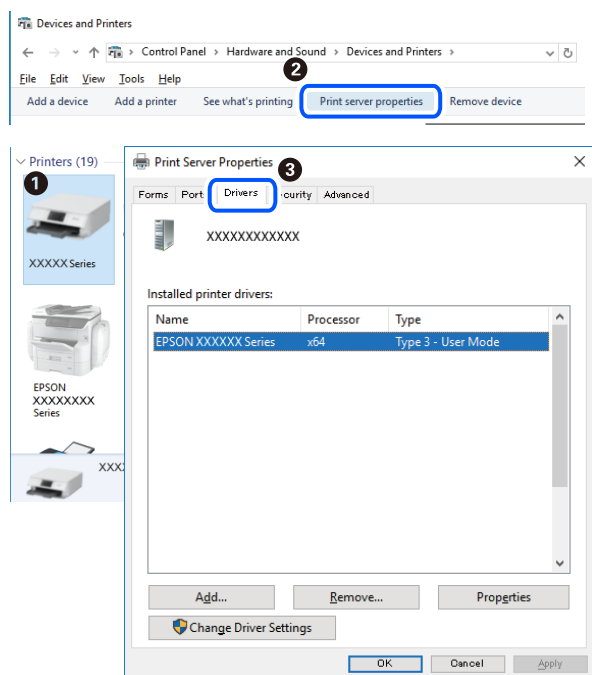 Devices and Printers
Control Panel > Hardware and Sound > Devices and Printers >
2
File Edit View Tools Help
Add a device Add a printer See what's printing Print server properties Remove device
Printers (19)
1
XXXXX Series
EPSON
XXXXXXXX
Series
XXX
Print Server Properties
3
Forms Port Drivers curity Advanced
XXXXXXXXXXXX
Installed printer drivers:
Name Processor Type
EPSON XXXXXX Series x64 Type 3 - User Mode
Add... Remove... Properties
Change Driver Settings
OK Cancel Apply